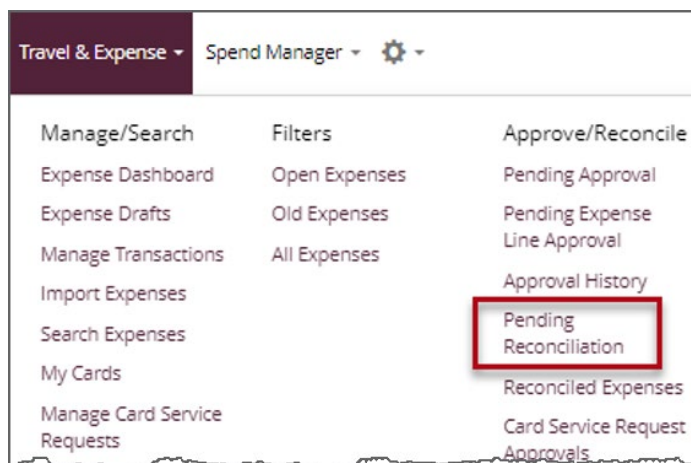 Travel & Expense Spend Manager
Manage/Search
Expense Dashboard
Expense Drafts
Manage Transactions
Import Expenses
Search Expenses
My Cards
Manage Card Service
Requests
Filters
Open Expenses
Old Expenses
All Expenses
Approve/Reconcile
Pending Approval
Pending Expense
Line Approval
Approval History
Pending
Reconciliation
Reconciled Expenses
Card Service Request
Approvals